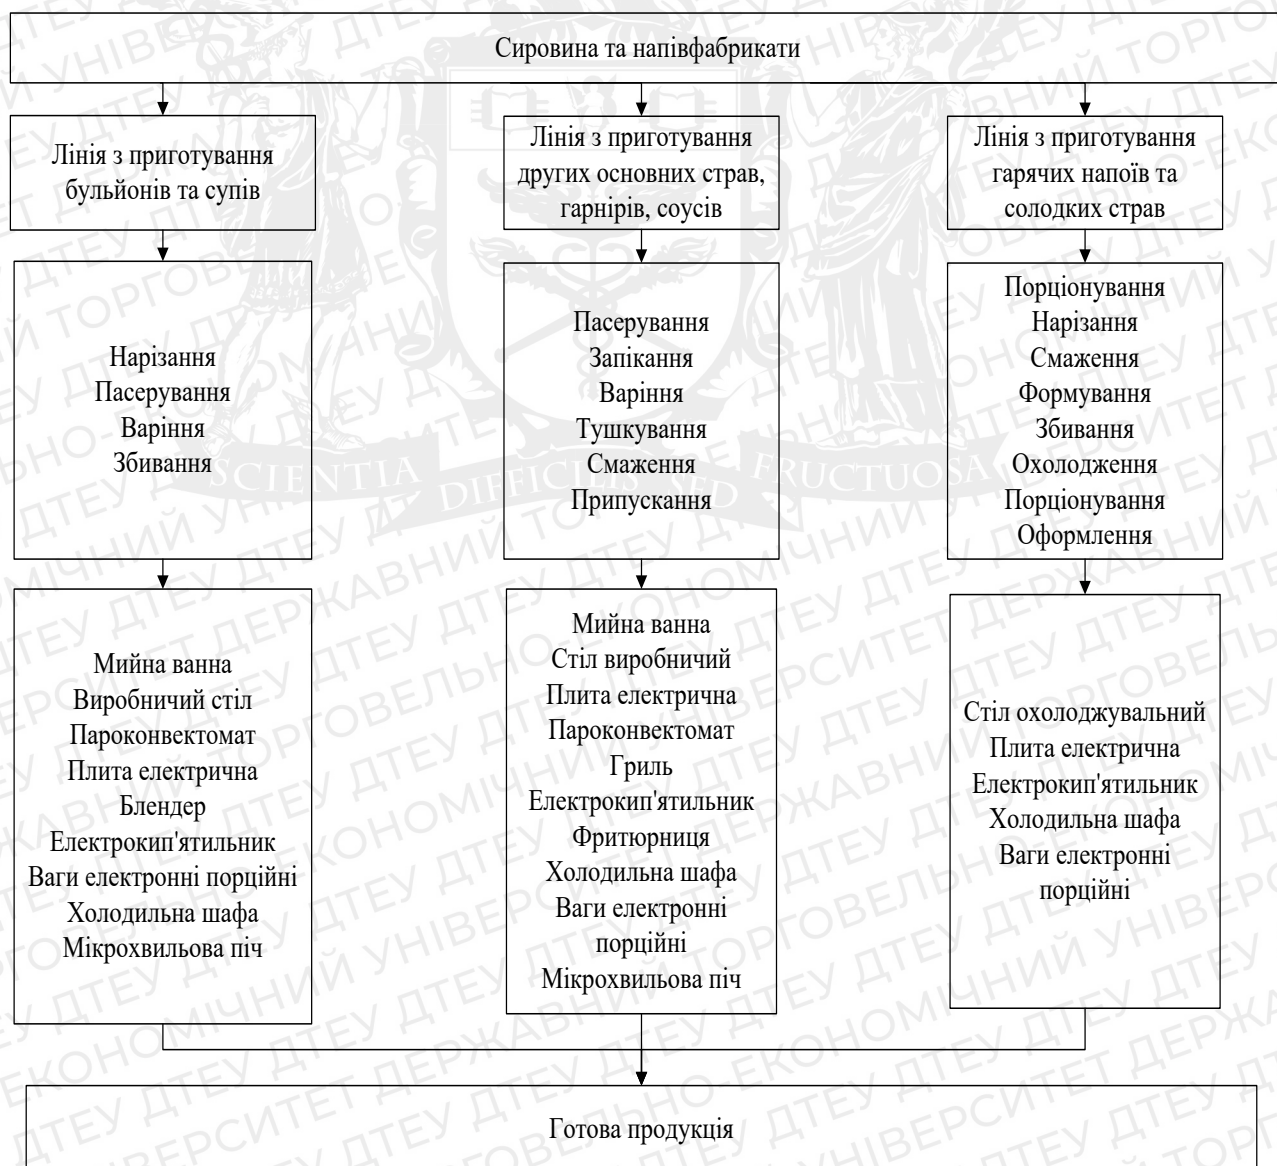 Сировина та напівфабрикати
Лінія з приготування
бульйонів та супів
Лінія з приготування
других основних страв,
гарнірів, соусів
Лінія з приготування
гарячих напоїв та
солодких страв
Нарізання
Пасерування
Варіння
Збивання
Пасерування
Запікання
Варіння
Тушкування
Смаження
Припускання
Порціонування
Нарізання
Смаження
Формування
Збивання
Охолодження
Порціонування
Оформлення
SCIENTIA DIFFICILIS SED FRUCTUOSA
Мийна ванна
Виробничий стіл
Пароконвектомат
Плита електрична
Блендер
Електрокип'ятильник
Ваги електронні порційні
Холодильна шафа
Мікрохвильова піч
Мийна ванна
Стіл виробничий
Плита електрична
Пароконвектомат
Гриль
Електрокип'ятильник
Фритюрниця
Холодильна шафа
Ваги електронні
порційні
Мікрохвильова піч
Стіл охолоджувальний
Плита електрична
Електрокип'ятильник
Холодильна шафа
Ваги електронні
порційні
Готова продукція